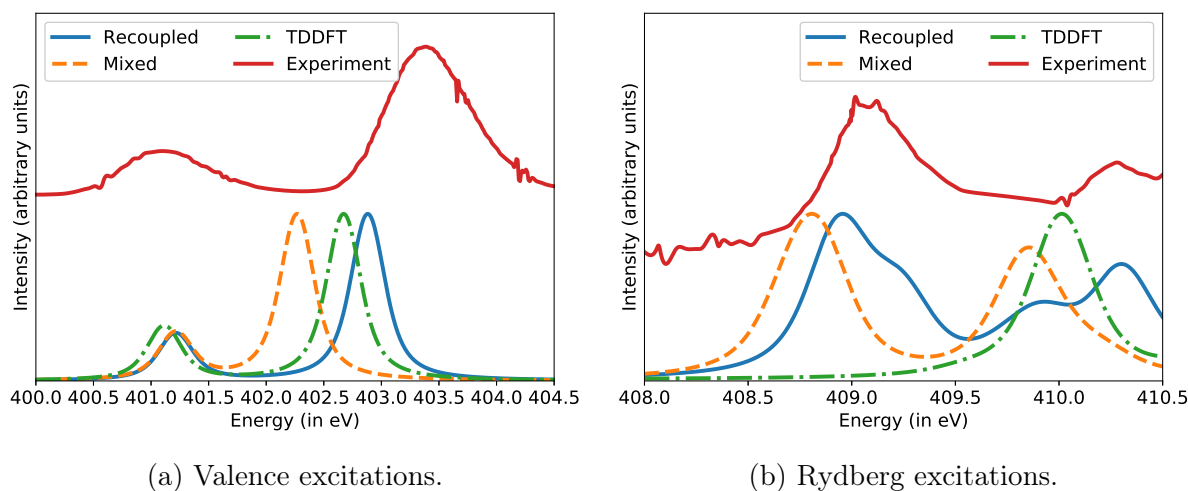 Recoupled
Mixed
TDDFT
Experiment
Intensity (arbitrary units)
400.0 400.5 401.0 401.5 402.0 402.5 403.0 403.5 404.0 404.5
Energy (in eV)
(a) Valence excitations.
Recoupled
Mixed
TDDFT
Experiment
Intensity (arbitrary units)
408.0 408.5 409.0 409.5 410.0 410.5
Energy (in eV)
(b) Rydberg excitations.